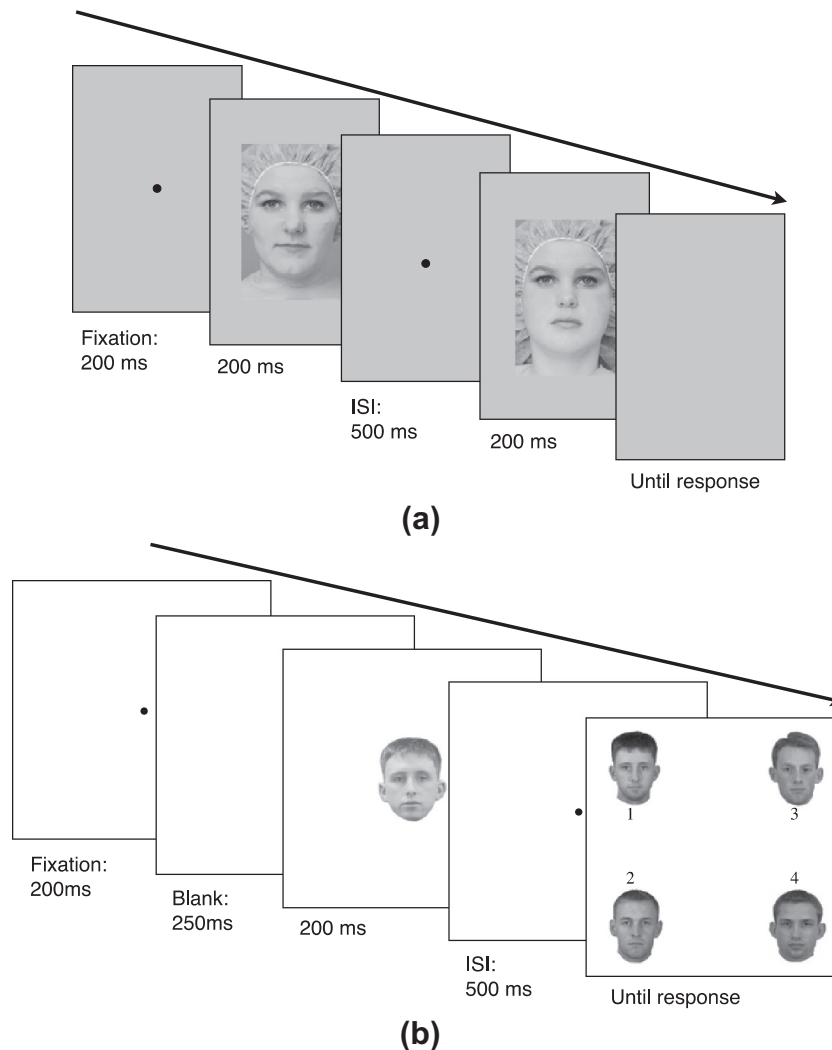 Fixation:
200 ms
200 ms
ISI:
500 ms
200 ms
Until response
(a)
Fixation:
200ms
Blank:
250ms
200 ms
ISI:
500 ms
1
3
2
4
Until response
(b)